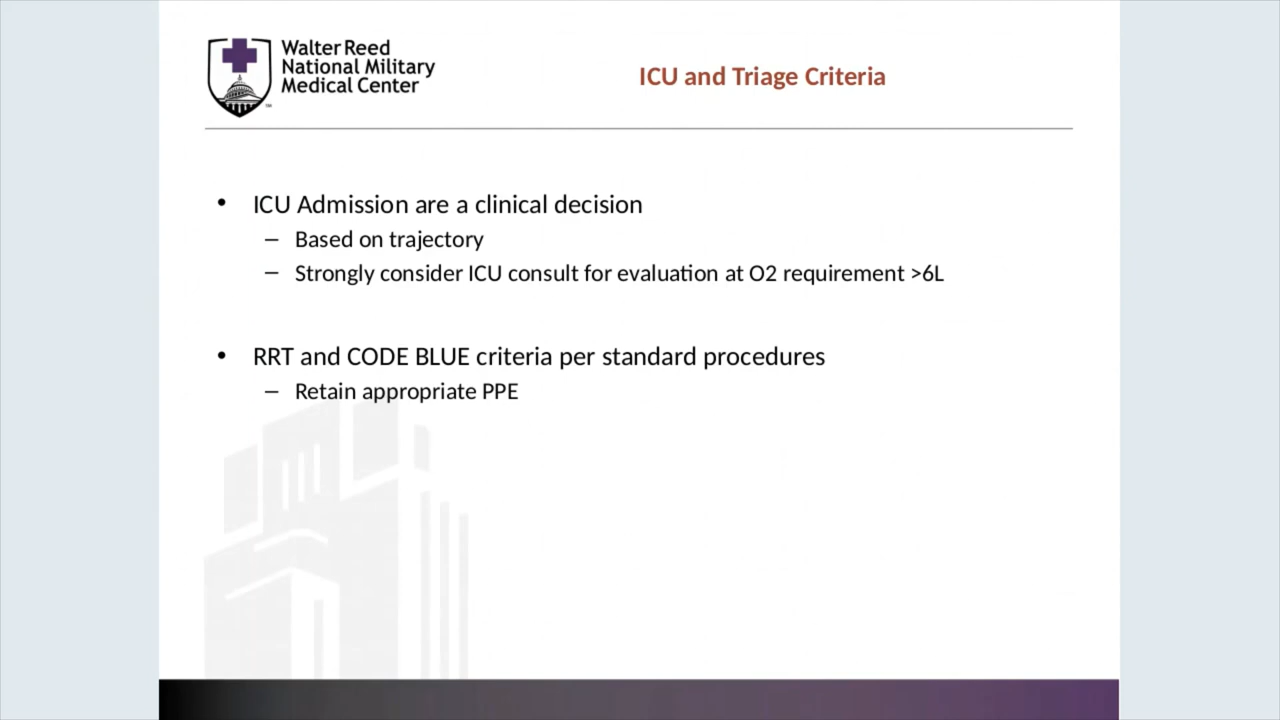 Walter Reed
National Military
Medical Center
ICU and Triage Criteria
• ICU Admission are a clinical decision
– Based on trajectory
– Strongly consider ICU consult for evaluation at O2 requirement >6L
• RRT and CODE BLUE criteria per standard procedures
– Retain appropriate PPE